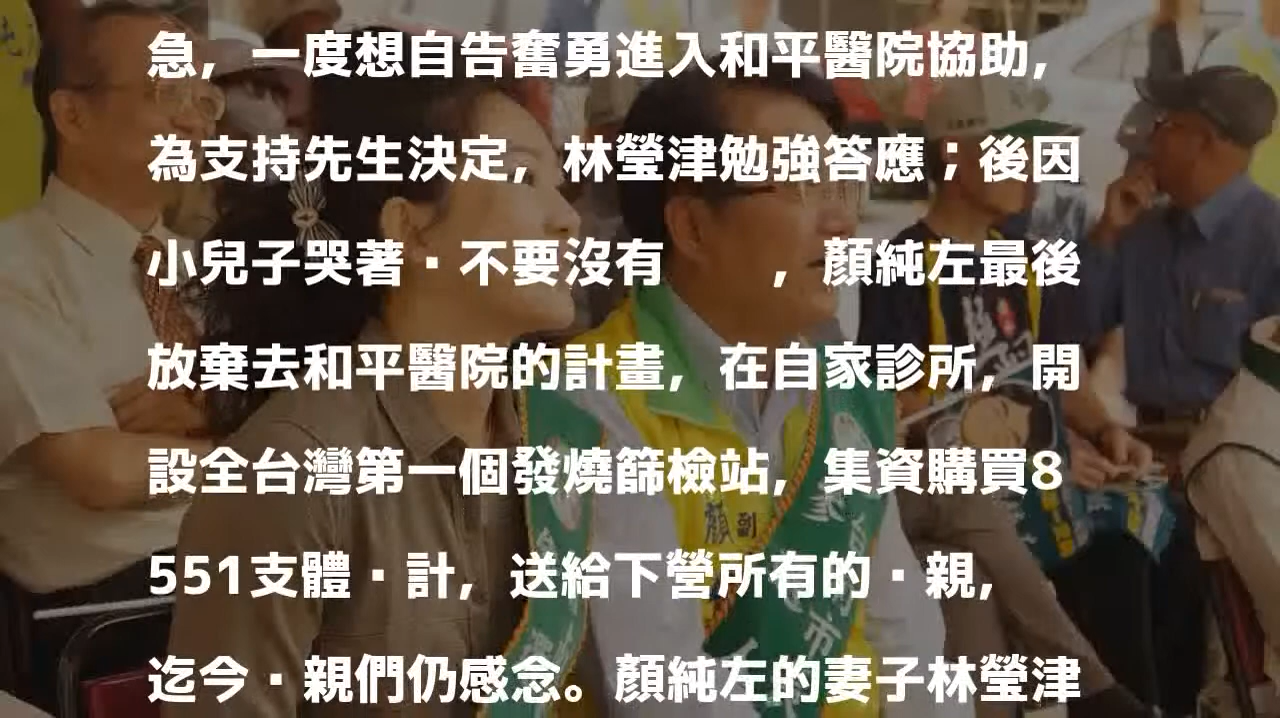 急，一度想自告奮勇進入和平醫院協助，
為支持先生決定，林瑩津勉強答應；後因
小兒子哭著·不要沒有　　，顏純左最後
放棄去和平醫院的計畫，在自家診所，開
設全台灣第一個發燒篩檢站，集資購買8
551支體·計，送給下營所有的·親，
迄今·親們仍感念。顏純左的妻子林瑩津
顏
副
市